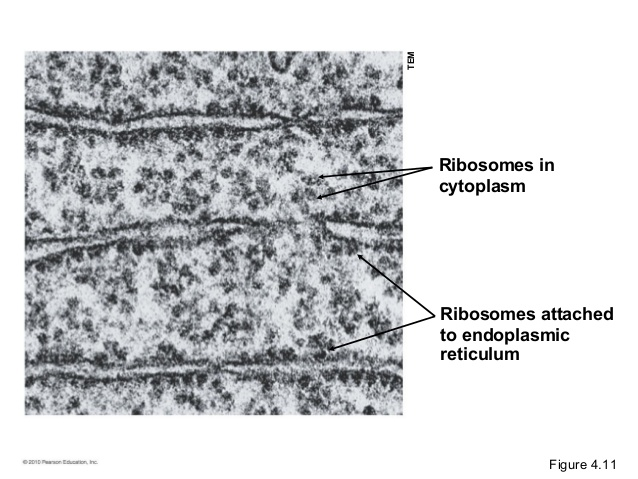 TEM
Ribosomes in
cytoplasm
Ribosomes attached
to endoplasmic
reticulum
© 2010 Pearson Education, Inc.
Figure 4.11